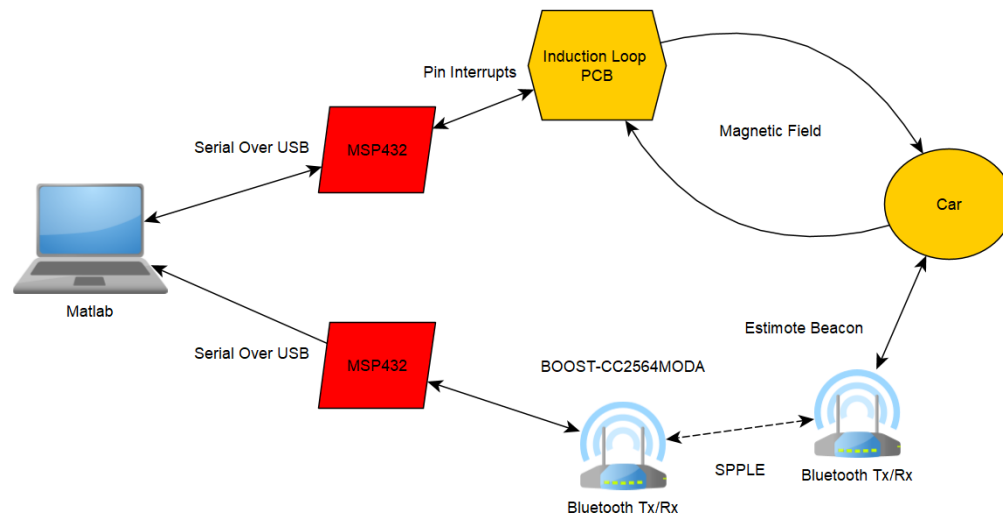 Induction Loop
PCB
Pin Interrupts
Magnetic Field
Serial Over USB
MSP432
Car
Matlab
Estimote Beacon
Serial Over USB
MSP432
BOOST-CC2564MODA
SPPLE
Bluetooth Tx/Rx
Bluetooth Tx/Rx